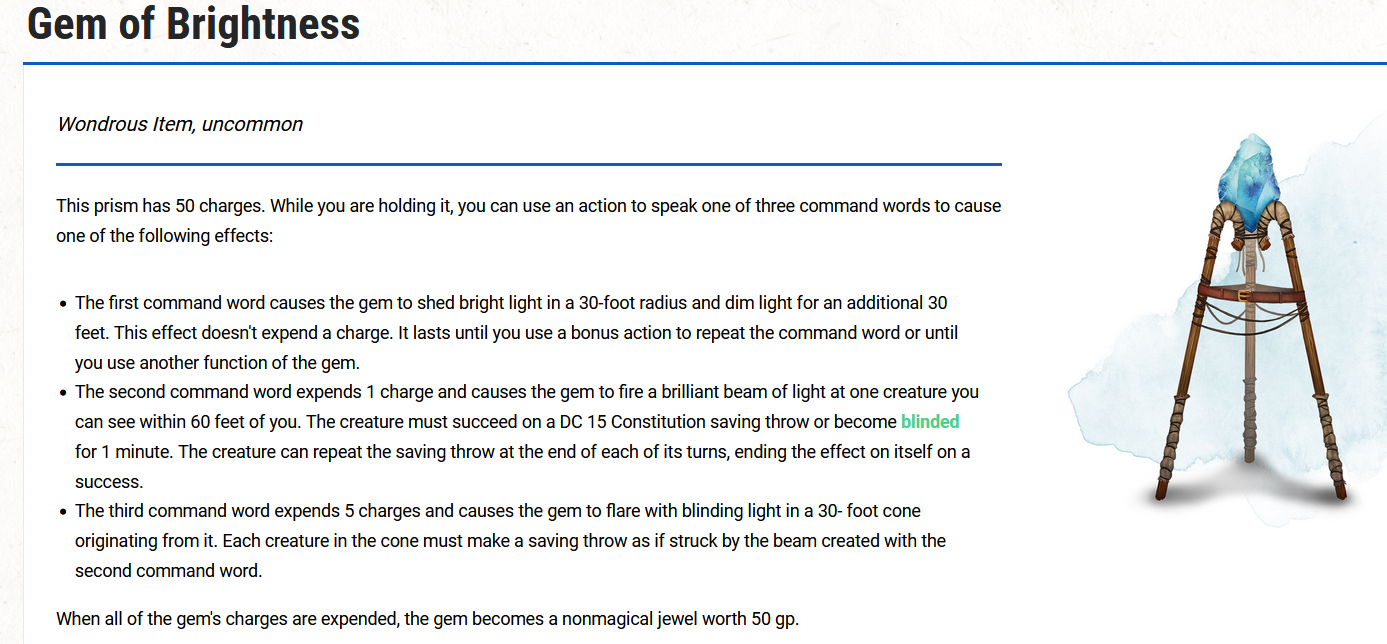 Gem of Brightness
Wondrous Item, uncommon
This prism has 50 charges. While you are holding it, you can use an action to speak one of three command words to cause
one of the following effects:
• The first command word causes the gem to shed bright light in a 30-foot radius and dim light for an additional 30
feet. This effect doesn't expend a charge. It lasts until you use a bonus action to repeat the command word or until
you use another function of the gem.
• The second command word expends 1 charge and causes the gem to fire a brilliant beam of light at one creature you
can see within 60 feet of you. The creature must succeed on a DC 15 Constitution saving throw or become blinded
for 1 minute. The creature can repeat the saving throw at the end of each of its turns, ending the effect on itself on a
success.
• The third command word expends 5 charges and causes the gem to flare with blinding light in a 30- foot cone
originating from it. Each creature in the cone must make a saving throw as if struck by the beam created with the
second command word.
When all of the gem's charges are expended, the gem becomes a nonmagical jewel worth 50 gp.